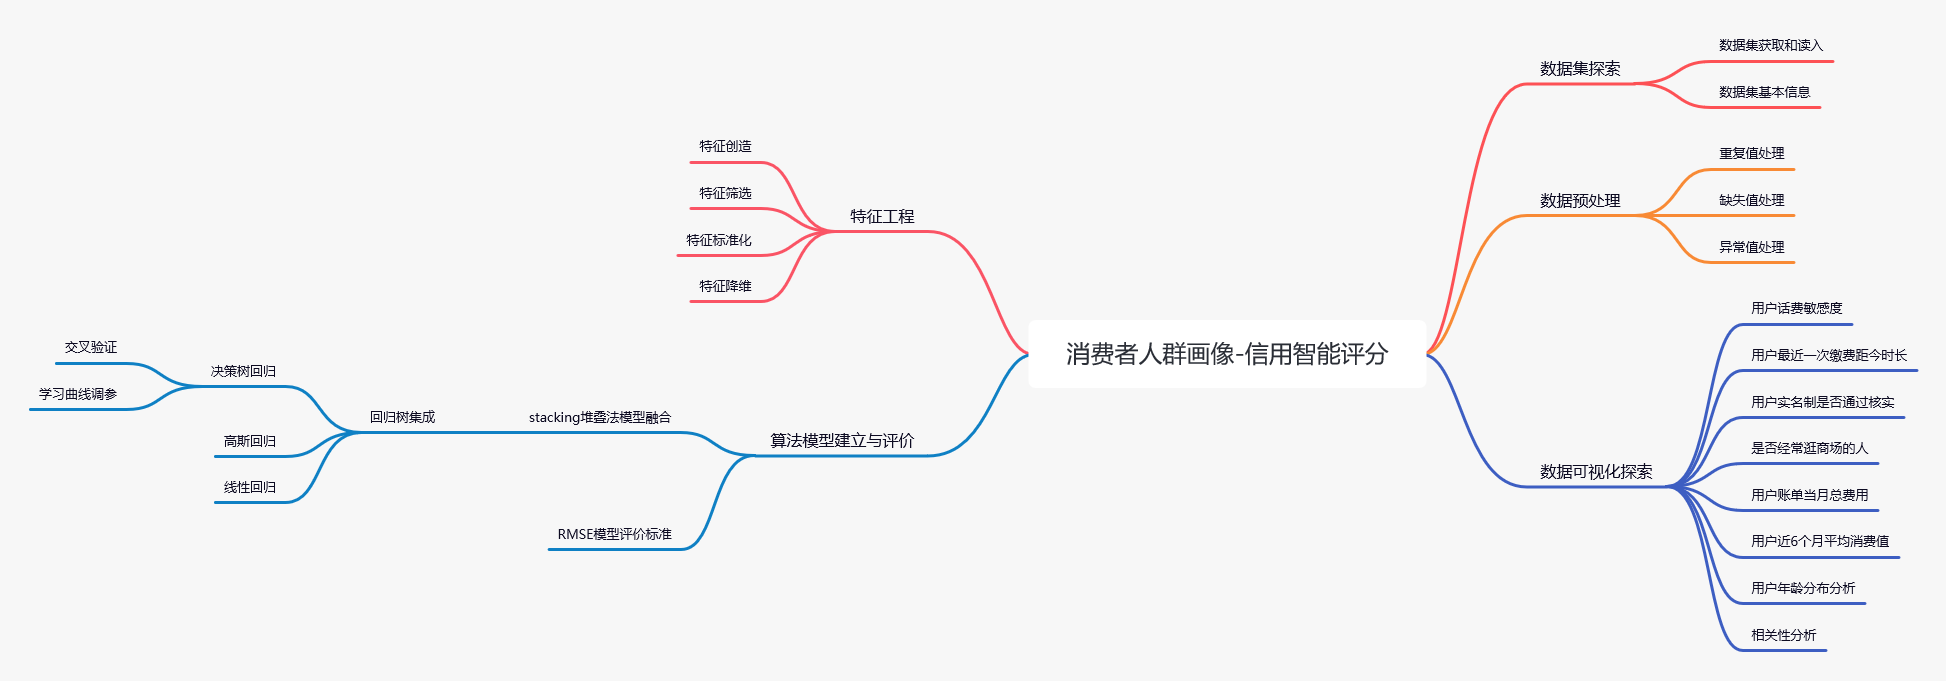 消费者人群画像-信用智能评分
数据集探索
数据集获取和读入
数据集基本信息
数据预处理
重复值处理
缺失值处理
异常值处理
数据可视化探索
用户话费敏感度
用户最近一次缴费距今时长
用户实名制是否通过核实
是否经常逛商场的人
用户账单当月总费用
用户近6个月平均消费值
用户年龄分布分析
相关性分析
特征工程
特征创造
特征筛选
特征标准化
特征降维
算法模型建立与评价
stacking堆叠法模型融合
回归树集成
决策树回归
交叉验证
学习曲线调参
高斯回归
线性回归
RMSE模型评价标准